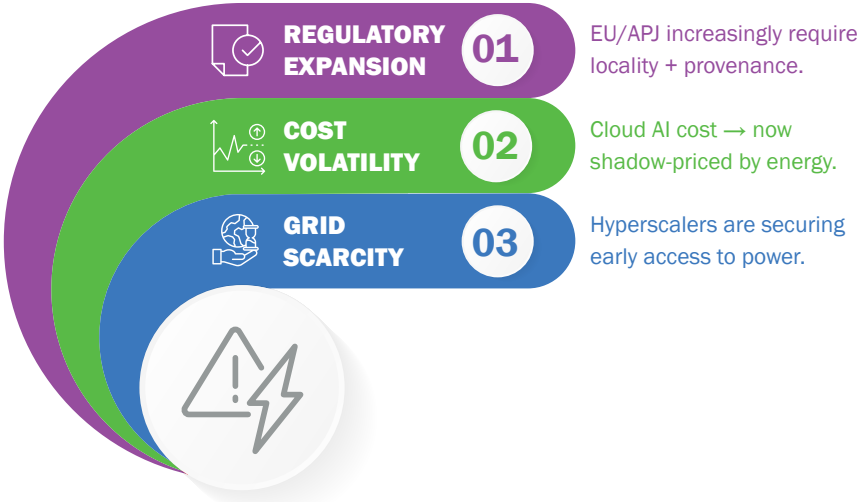 REGULATORY
EXPANSION
01
EU/APJ increasingly require
locality + provenance.
COST
VOLATILITY
02
Cloud AI cost → now
shadow-priced by energy.
GRID
SCARCITY
03
Hyperscalers are securing
early access to power.